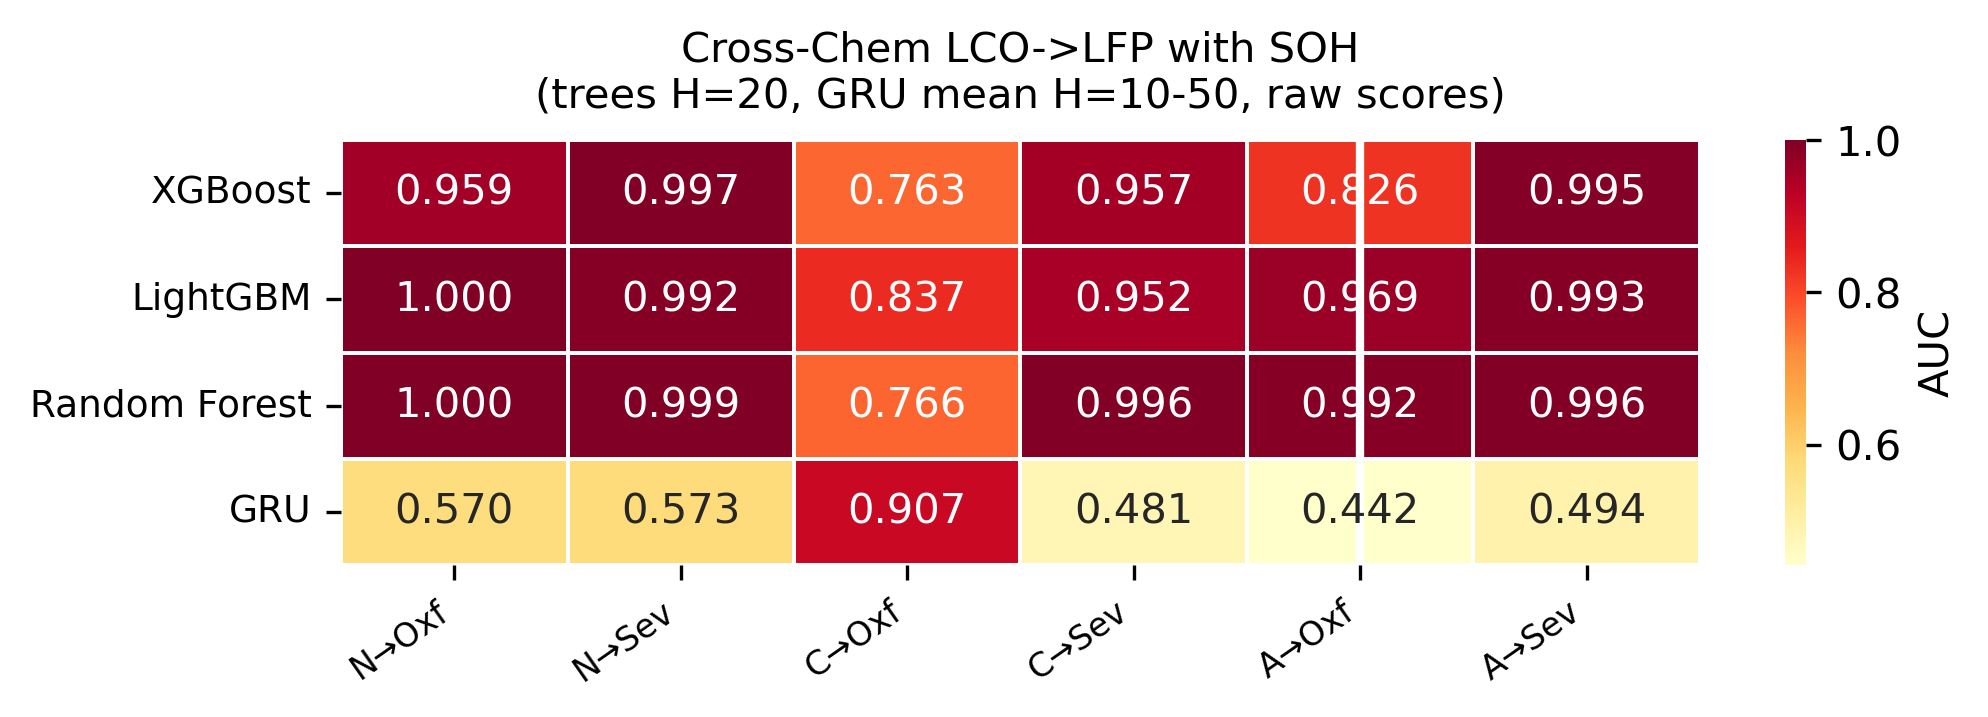 Cross-Chem LCO->LFP with SOH
(trees H=20, GRU mean H=10-50, raw scores)
XGBoost 0.959 0.997 0.763 0.957 0.826 0.995
LightGBM 1.000 0.992 0.837 0.952 0.969 0.993
Random Forest 1.000 0.999 0.766 0.996 0.992 0.996
GRU 0.570 0.573 0.907 0.481 0.442 0.494
N→Oxf N→Sev C→Oxf C→Sev A→Oxf A→Sev
1.0
0.8
0.6
AUC